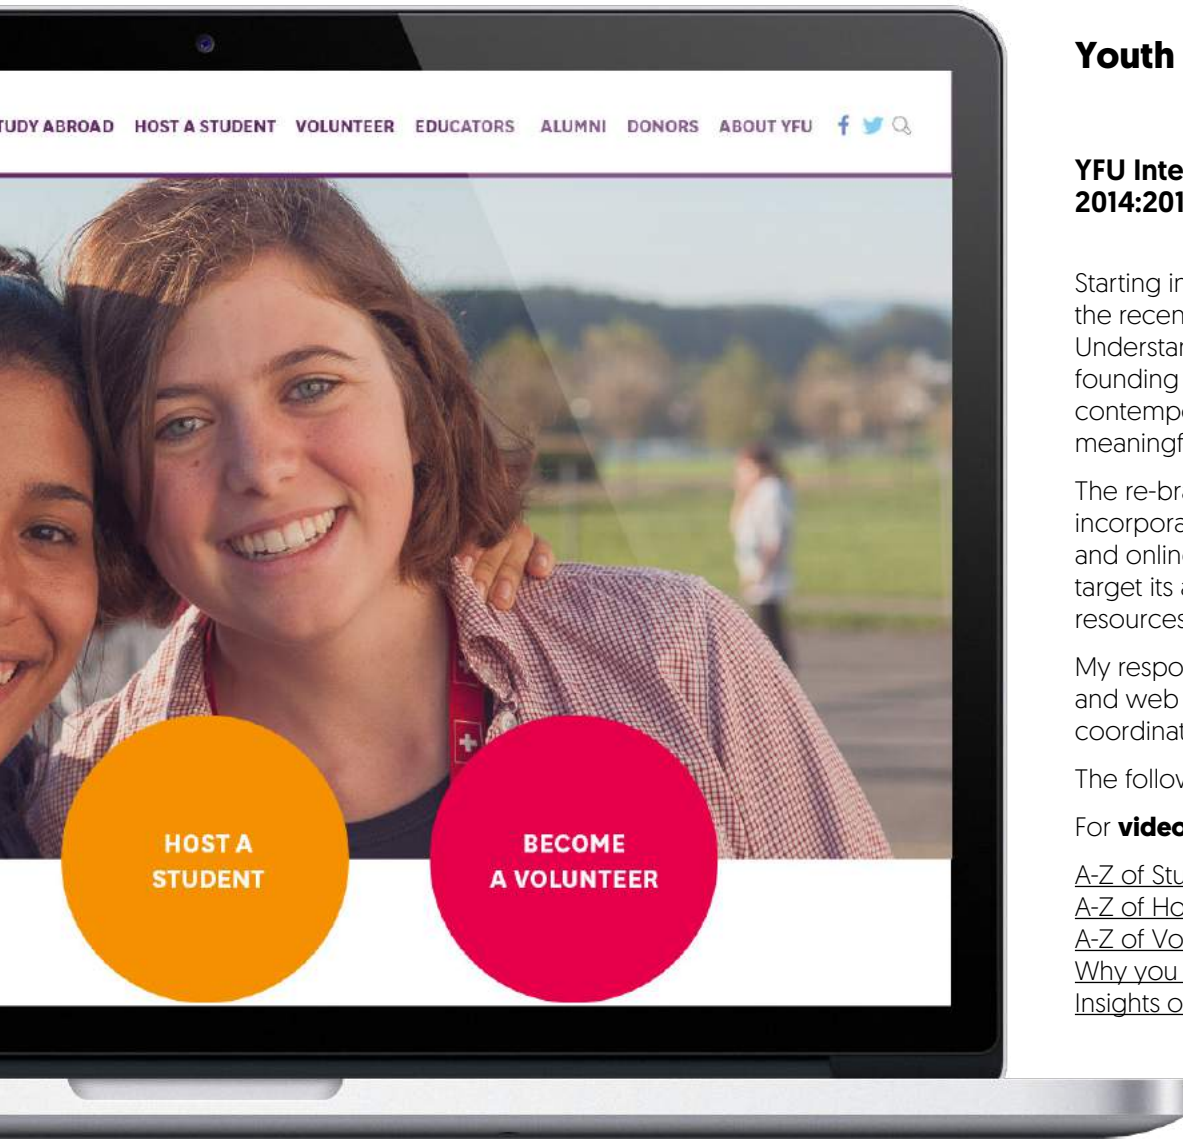 TUDY ABROAD HOST A STUDENT VOLUNTEER EDUCATORS ALUMNI DONORS ABOUT YFU
HOST A
STUDENT
BECOME
A VOLUNTEER
Youth
YFU Inte
2014:201
Starting in
the recen
Understan
founding
contempo
meaningf
The re-bra
incorpora
and online
target its a
resources
My respo
and web
coordinat
The follow
For video
A-Z of Stu
A-Z of Ho
A-Z of Vo
Why you
Insights o